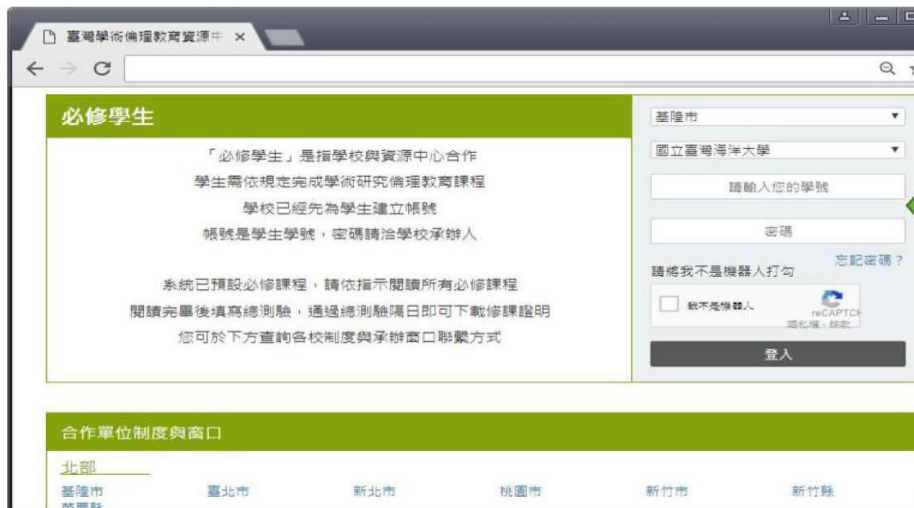 臺灣學術倫理教育資源中
必修學生
「必修學生」是指學校與資源中心合作
學生需依規定完成學術研究倫理教育課程
學校已經先為學生建立帳號
帳號是學生學號，密碼請洽學校承辦人
系統已預設必修課程，請依指示閱讀所有必修課程
閱讀完畢後填寫總測驗，通過總測驗隔日即可下載修課證明
您可於下方查詢各校制度與承辦窗口聯繫方式
基隆市
國立臺灣海洋大學
請輸入您的學號
密碼
忘記密碼？
請將我不是機器人打勾
我不是機器人
reCAPTCH
隱私權 - 條款
登入
合作單位制度與窗口
北部
基隆市 臺北市 新北市 桃園市 新竹市 新竹縣
苗栗縣